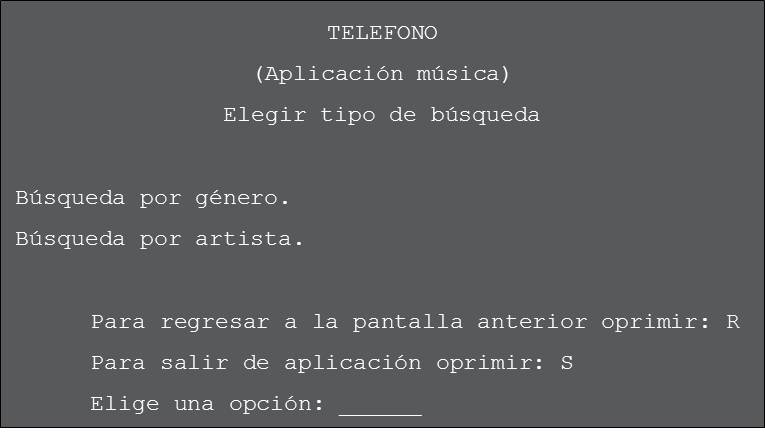 TELEFONO
(Aplicación música)
Elegir tipo de búsqueda
Búsqueda por género.
Búsqueda por artista.
Para regresar a la pantalla anterior oprimir: R
Para salir de aplicación oprimir: S
Elige una opción: ______